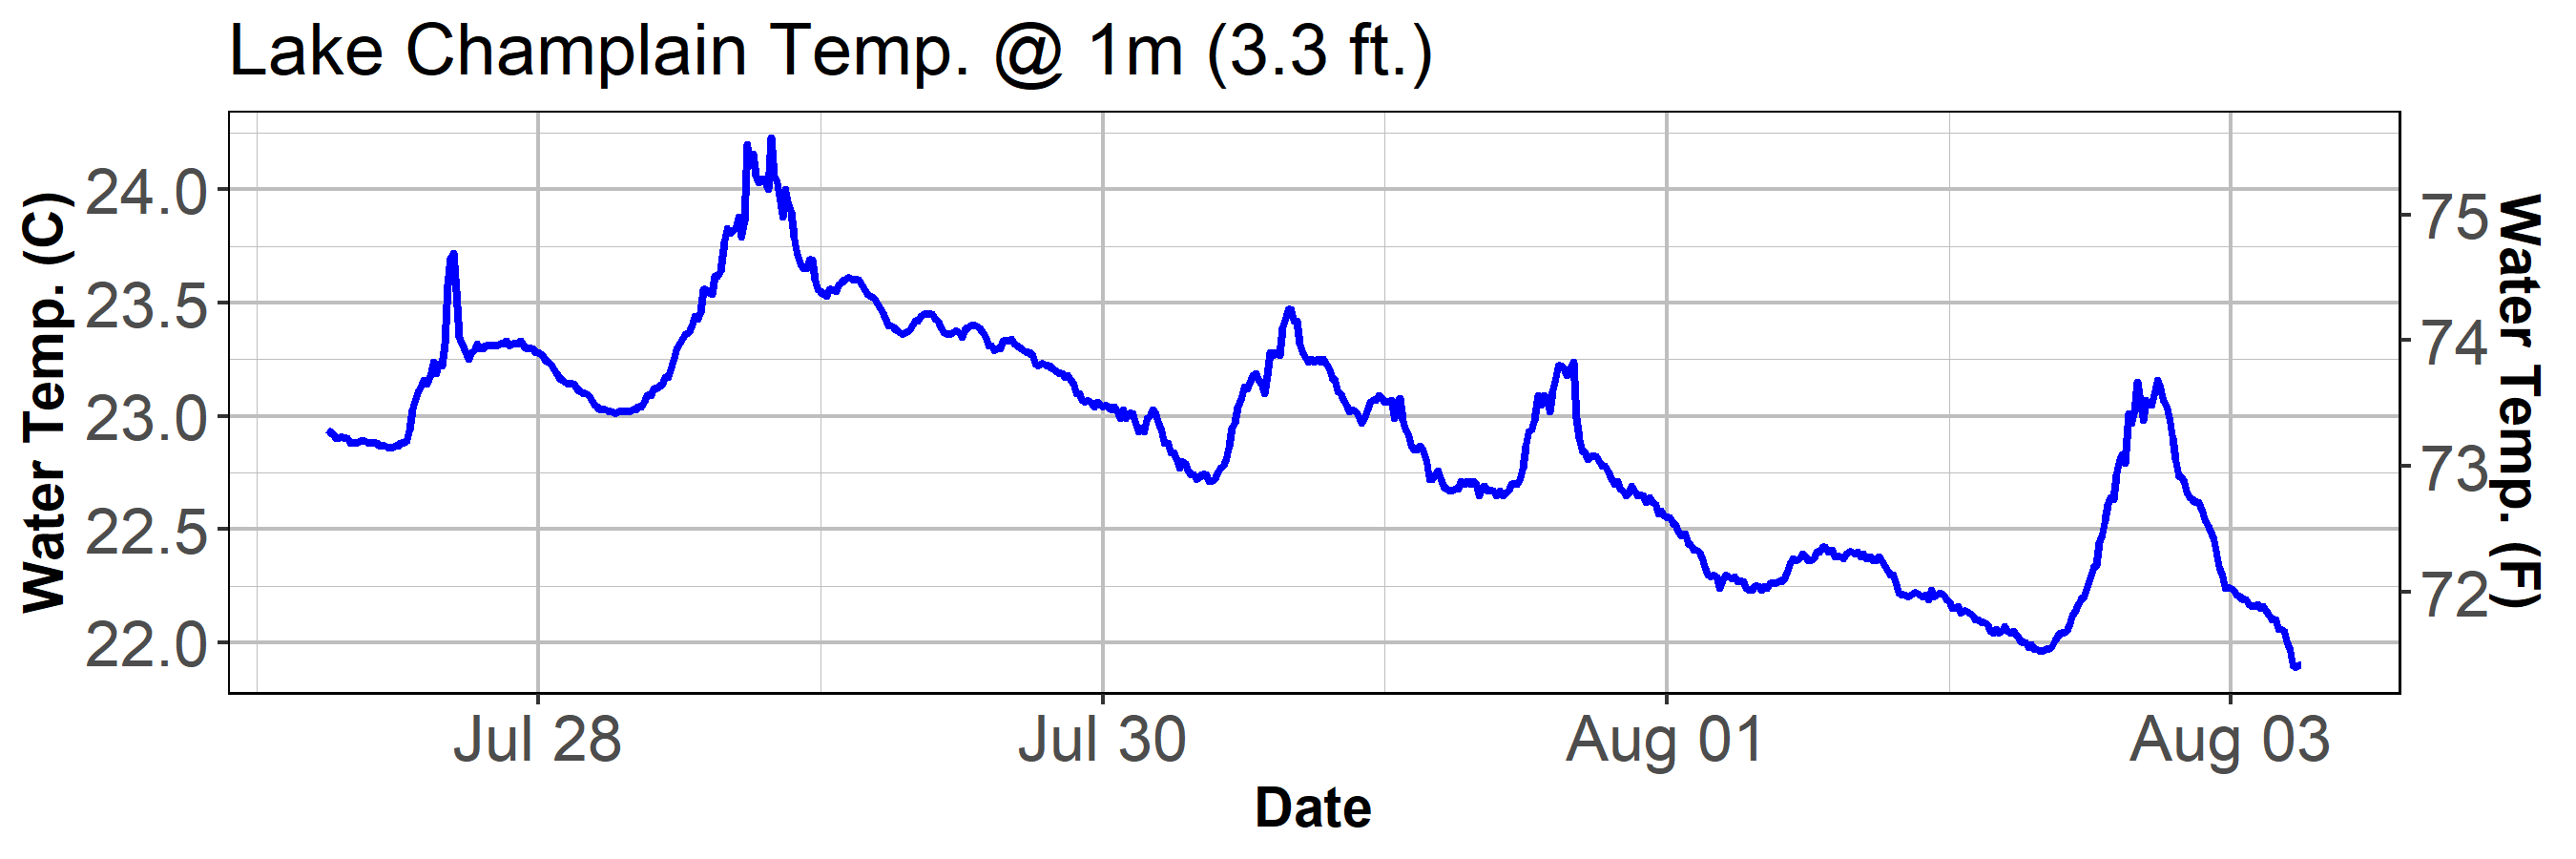 Lake Champlain Temp. @ 1m (3.3 ft.)
Water Temp. (C)
24.0
23.5
23.0
22.5
22.0
75
74
73
72
Water Temp. (F)
Jul 28 Jul 30 Aug 01 Aug 03
Date